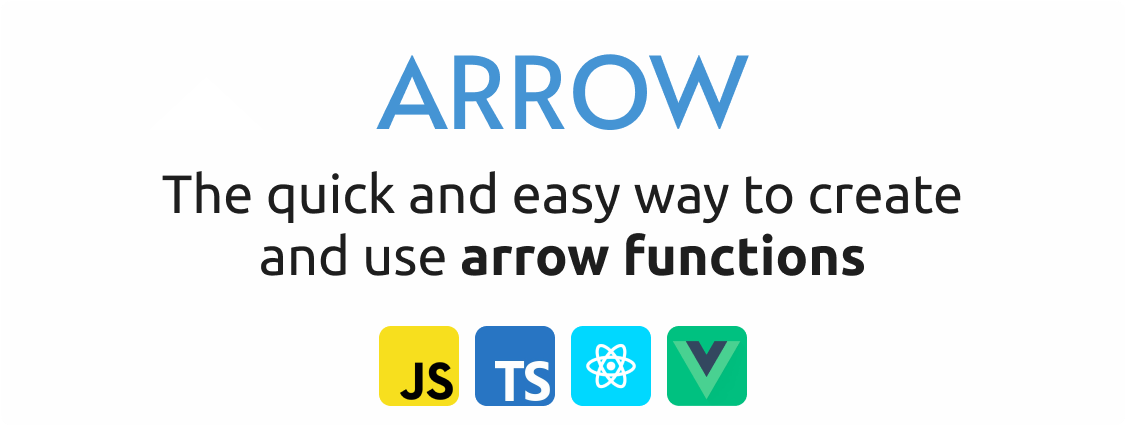 ARROW
The quick and easy way to create
and use arrow functions
JS TS